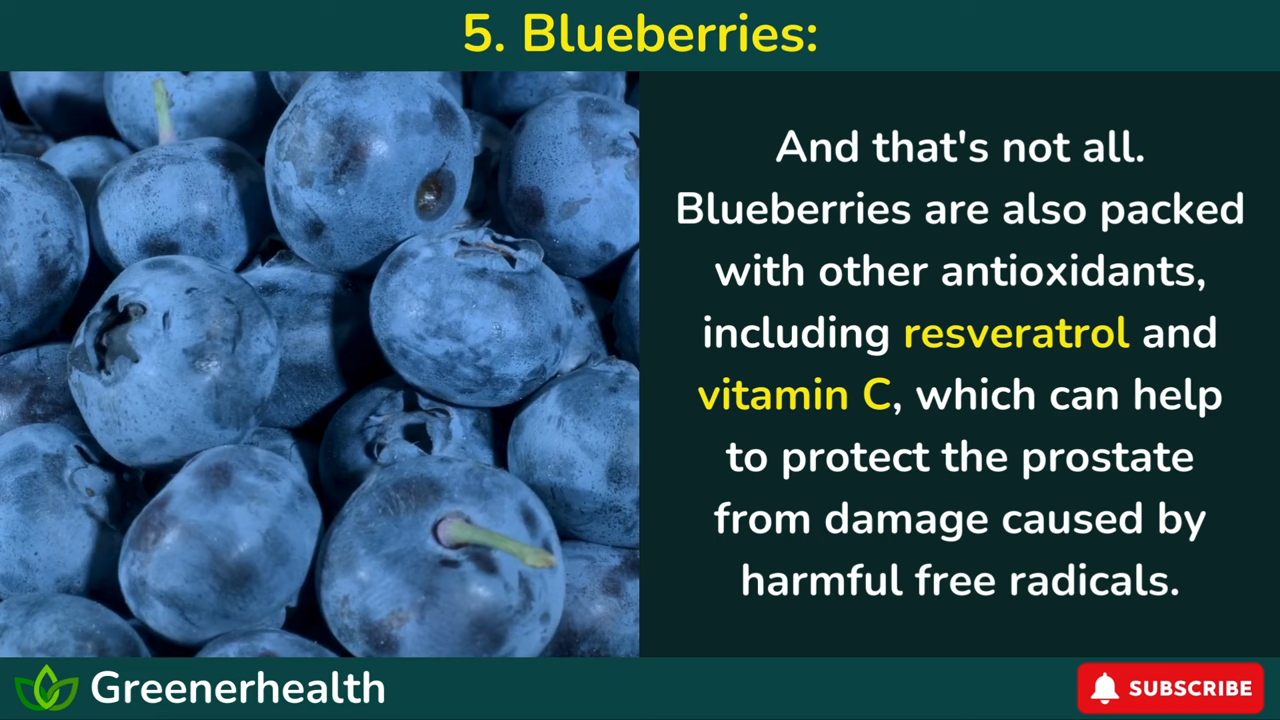 5. Blueberries:
And that's not all.
Blueberries are also packed
with other antioxidants,
including resveratrol and
vitamin C, which can help
to protect the prostate
from damage caused by
harmful free radicals.
Greenerhealth
SUBSCRIBE